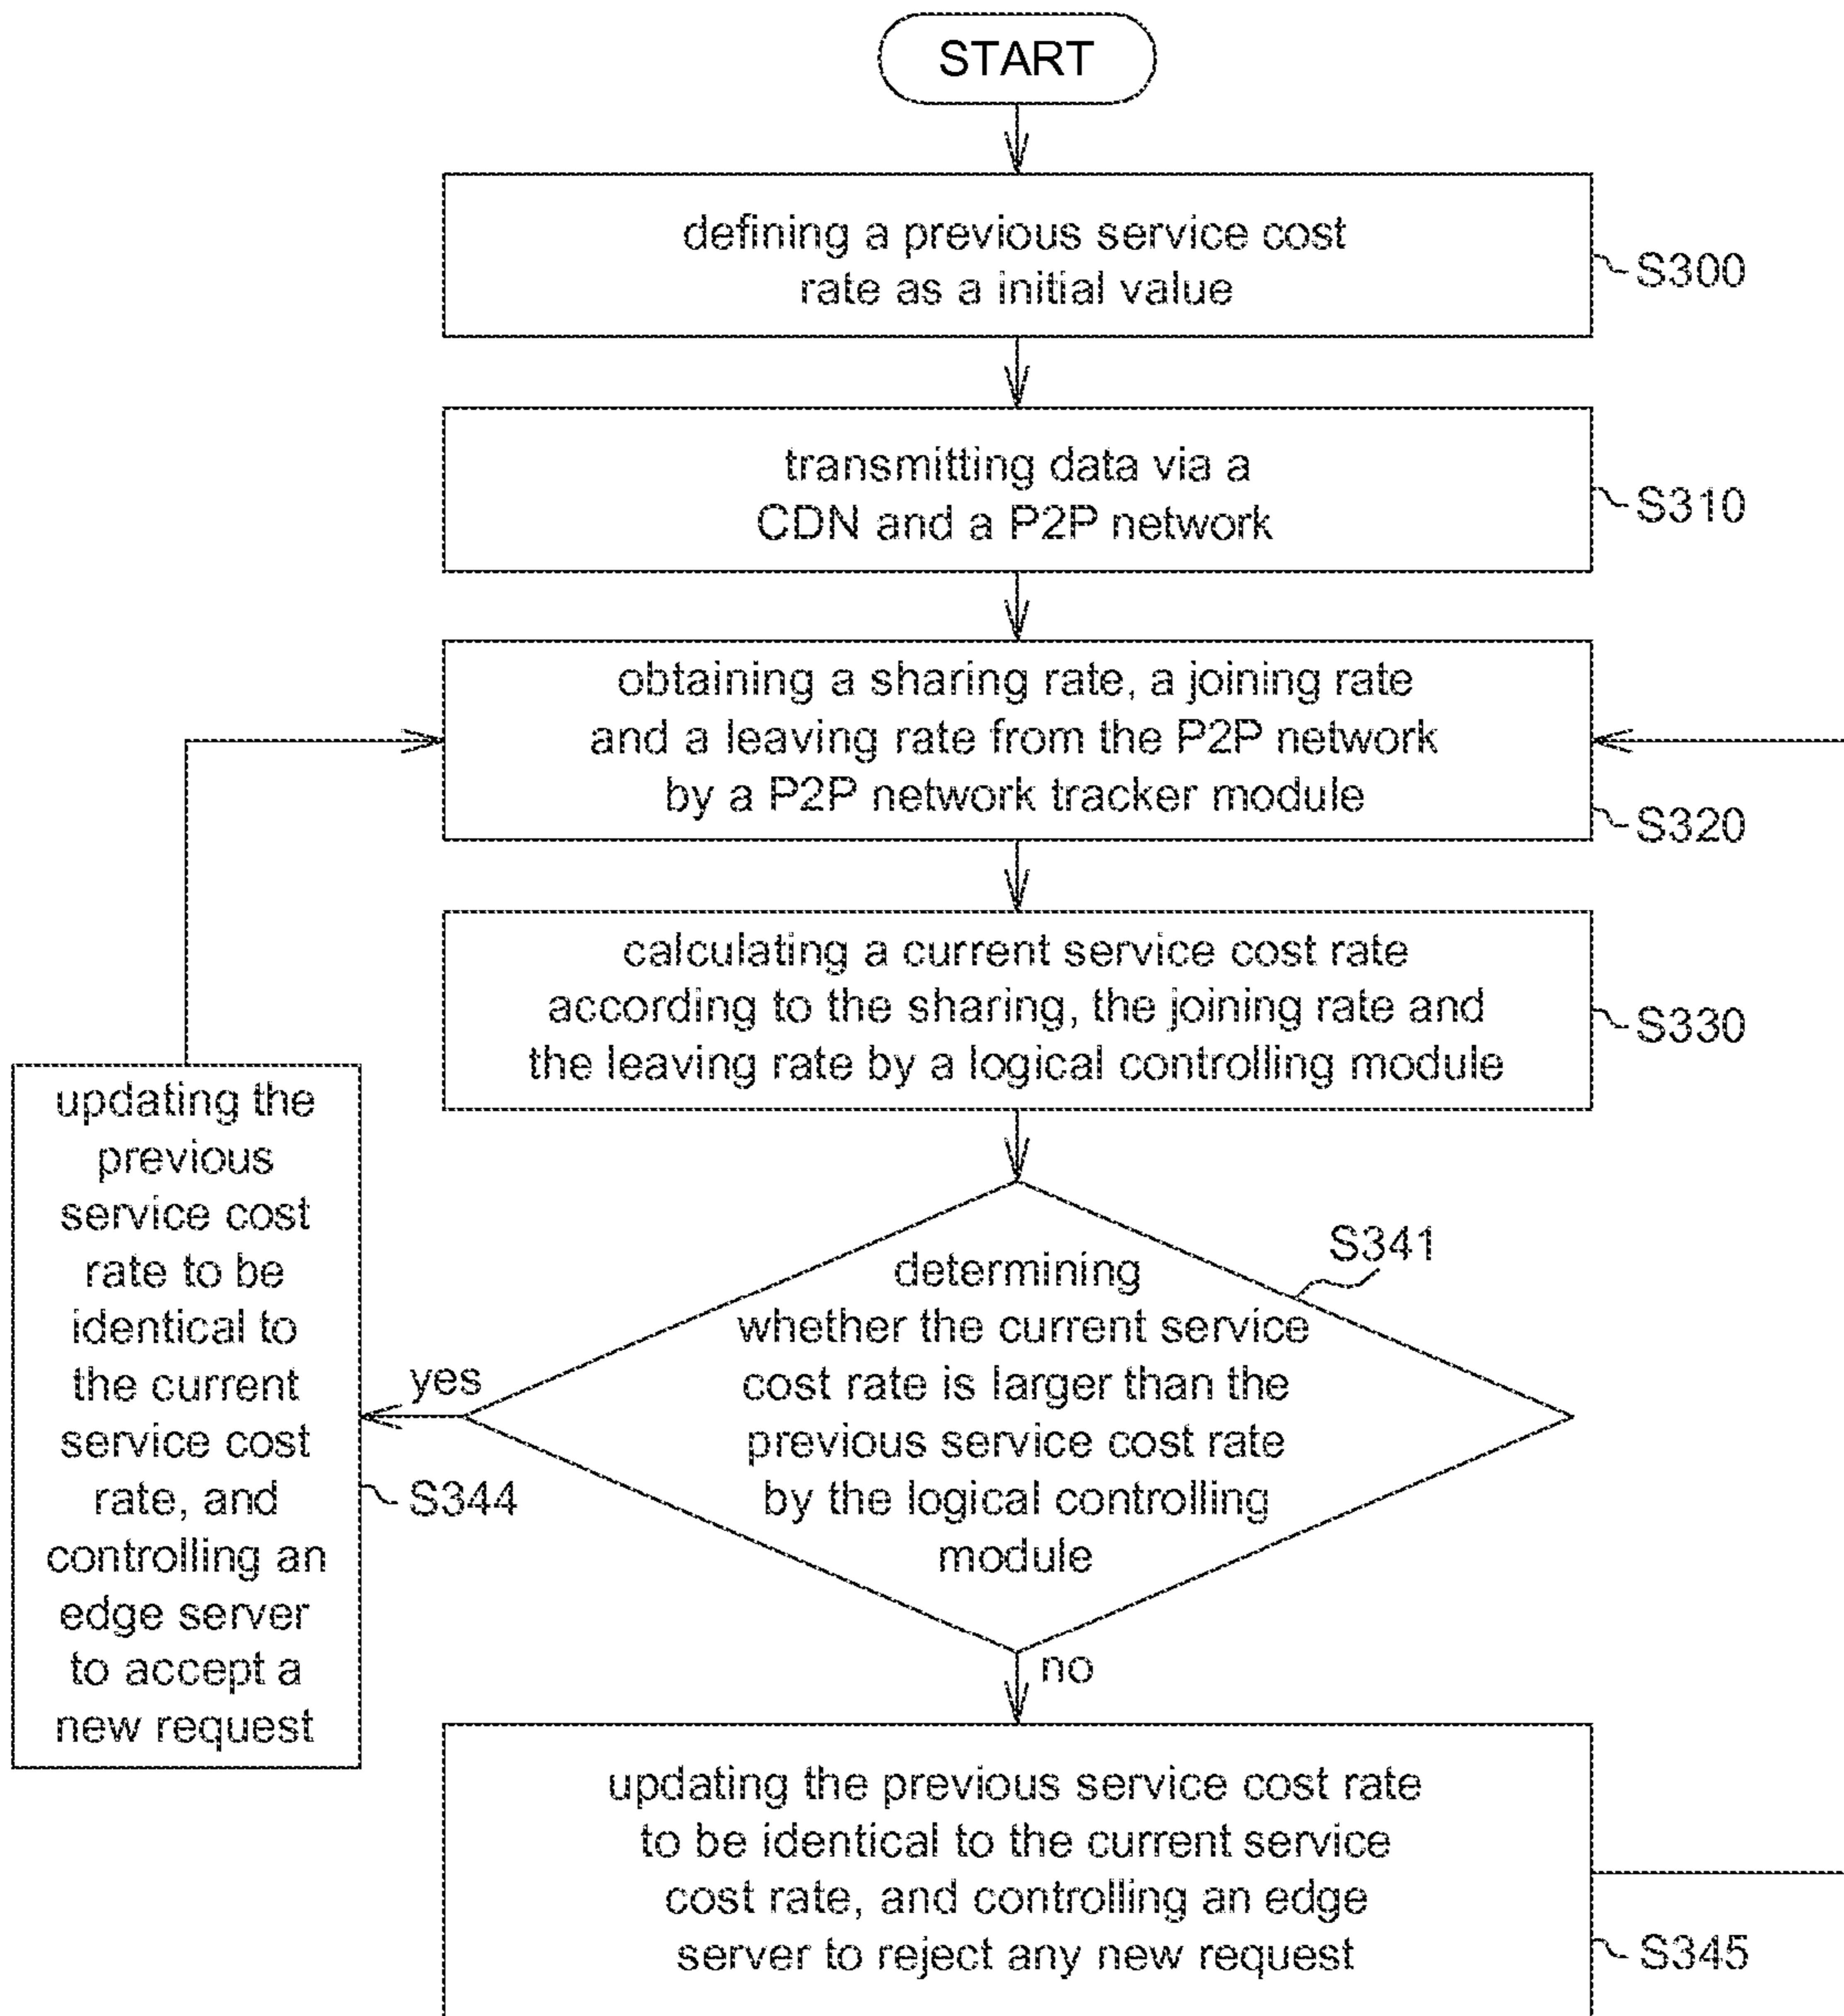 START
defining a previous service cost
rate as a initial value
S300
transmitting data via a
CDN and a P2P network
S310
obtaining a sharing rate, a joining rate
and a leaving rate from the P2P network
by a P2P network tracker module
S320
calculating a current service cost rate
according to the sharing, the joining rate and
the leaving rate by a logical controlling module
S330
determining
whether the current service
cost rate is larger than the
previous service cost rate
by the logical controlling
module
S341
yes
updating the
previous
service cost
rate to be
identical to
the current
service cost
rate, and
controlling an
edge server
to accept a
new request
S344
no
updating the previous service cost rate
to be identical to the current service
cost rate, and controlling an edge
server to reject any new request
S345